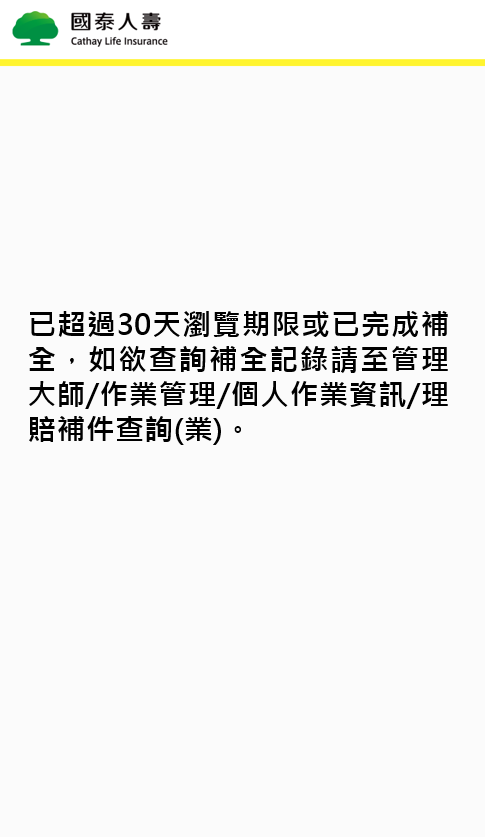 國泰人壽
Cathay Life Insurance
已超過30天瀏覽期限或已完成補
全，如欲查詢補全記錄請至管理
大師/作業管理/個人作業資訊/理
賠補件查詢(業)。